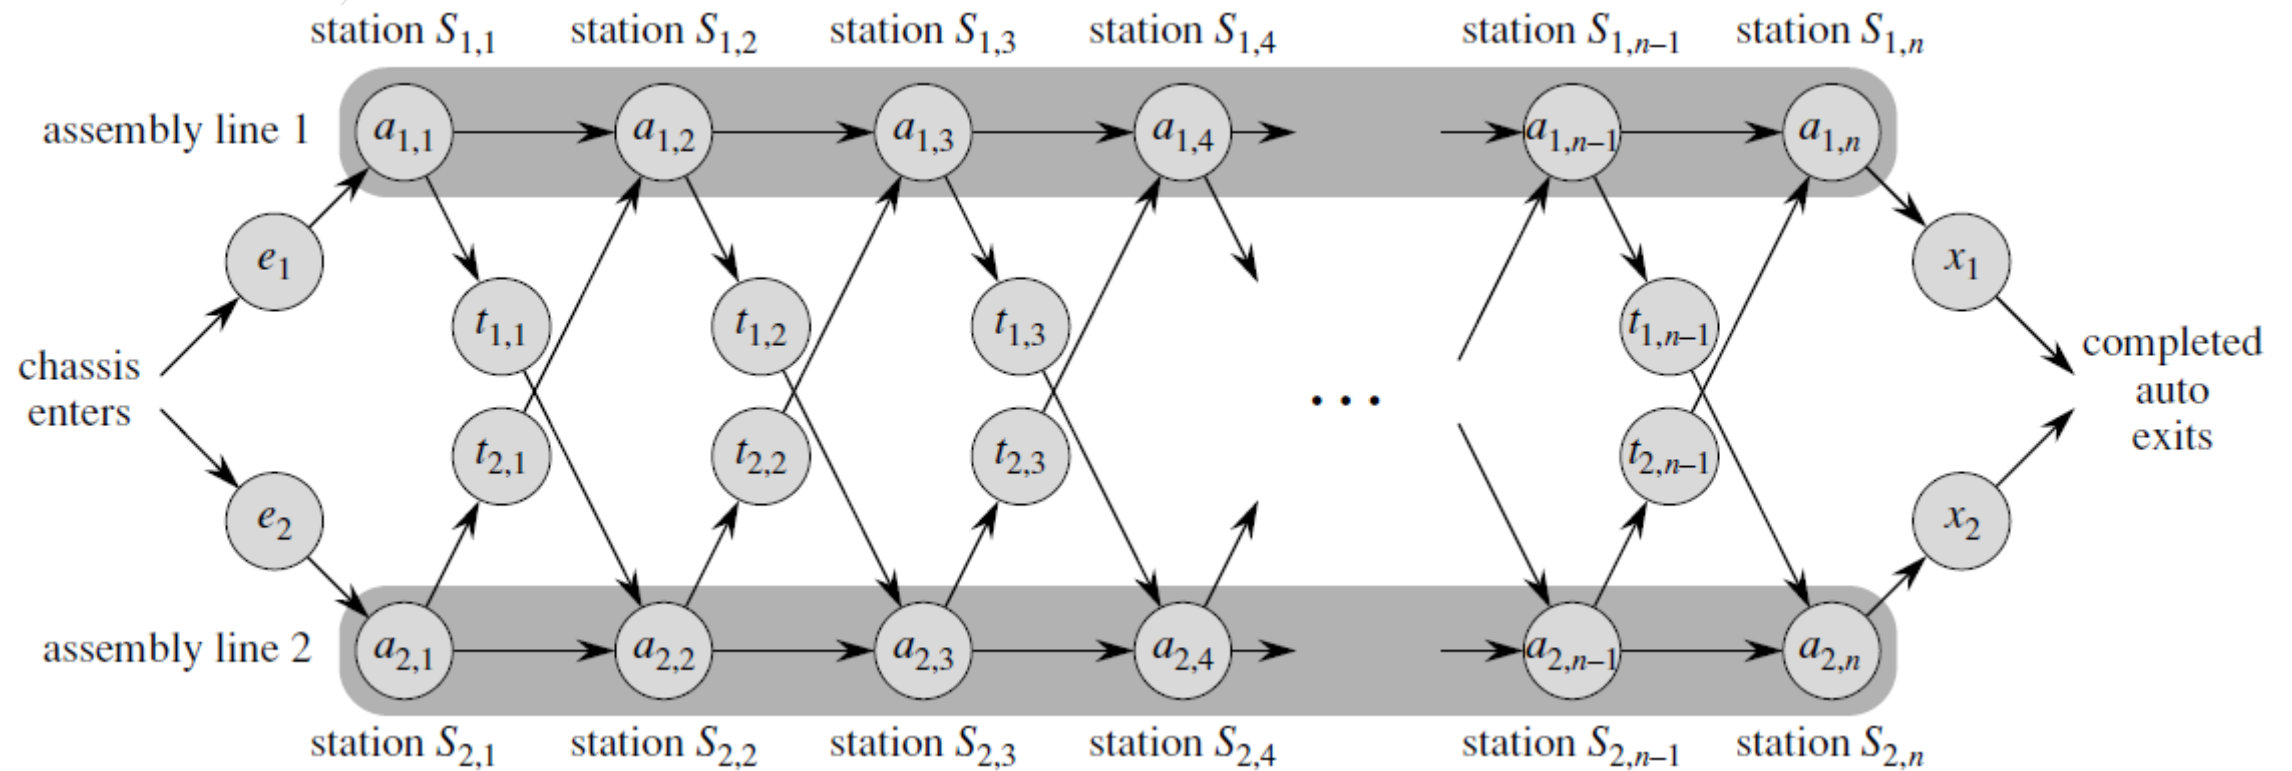 station S1,1 station S1,2 station S1,3 station S1,4 station S1,n–1 station S1,n
assembly line 1 a1,1 a1,2 a1,3 a1,4 a1,n–1 a1,n
e1 x1
t1,1 t1,2 t1,3 t1,n–1
chassis
enters
completed
auto
exits
...
t2,1 t2,2 t2,3 t2,n–1
e2 x2
assembly line 2 a2,1 a2,2 a2,3 a2,4 a2,n–1 a2,n
station S2,1 station S2,2 station S2,3 station S2,4 station S2,n–1 station S2,n